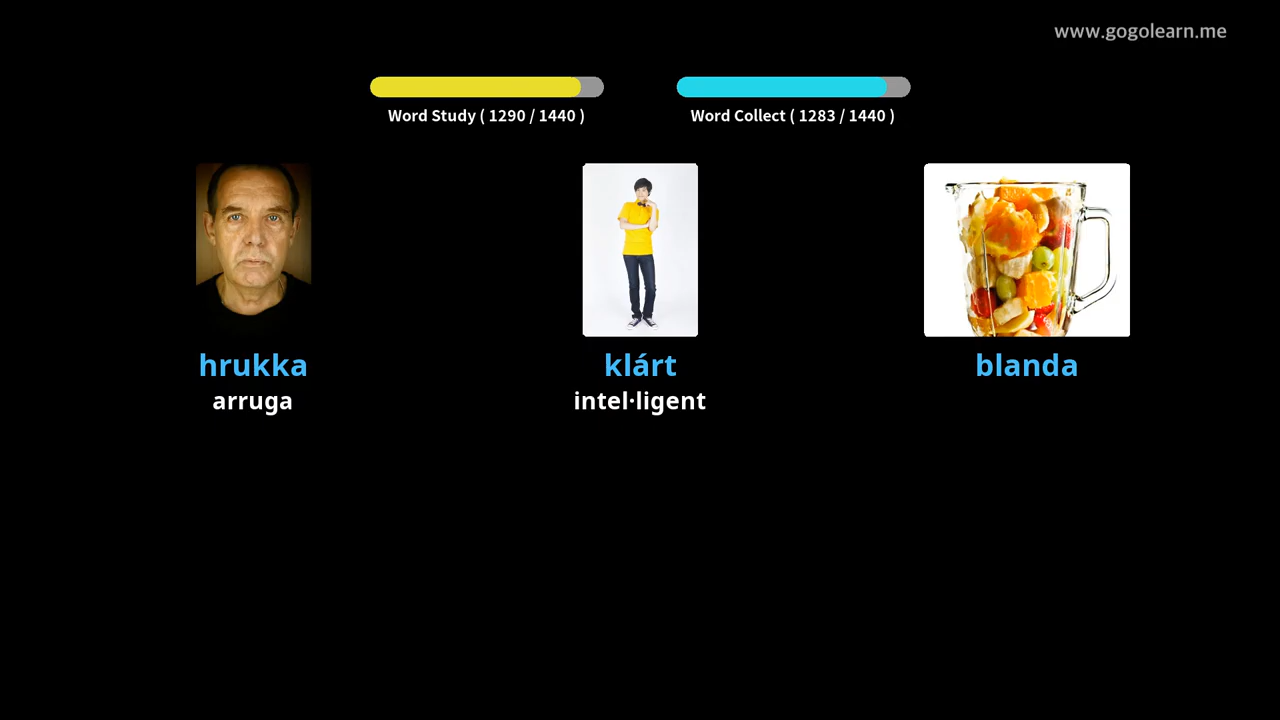 www.gogolearn.me
Word Study ( 1290 / 1440 )
Word Collect ( 1283 / 1440 )
hrukka
arruga
klárt
intel·ligent
blanda